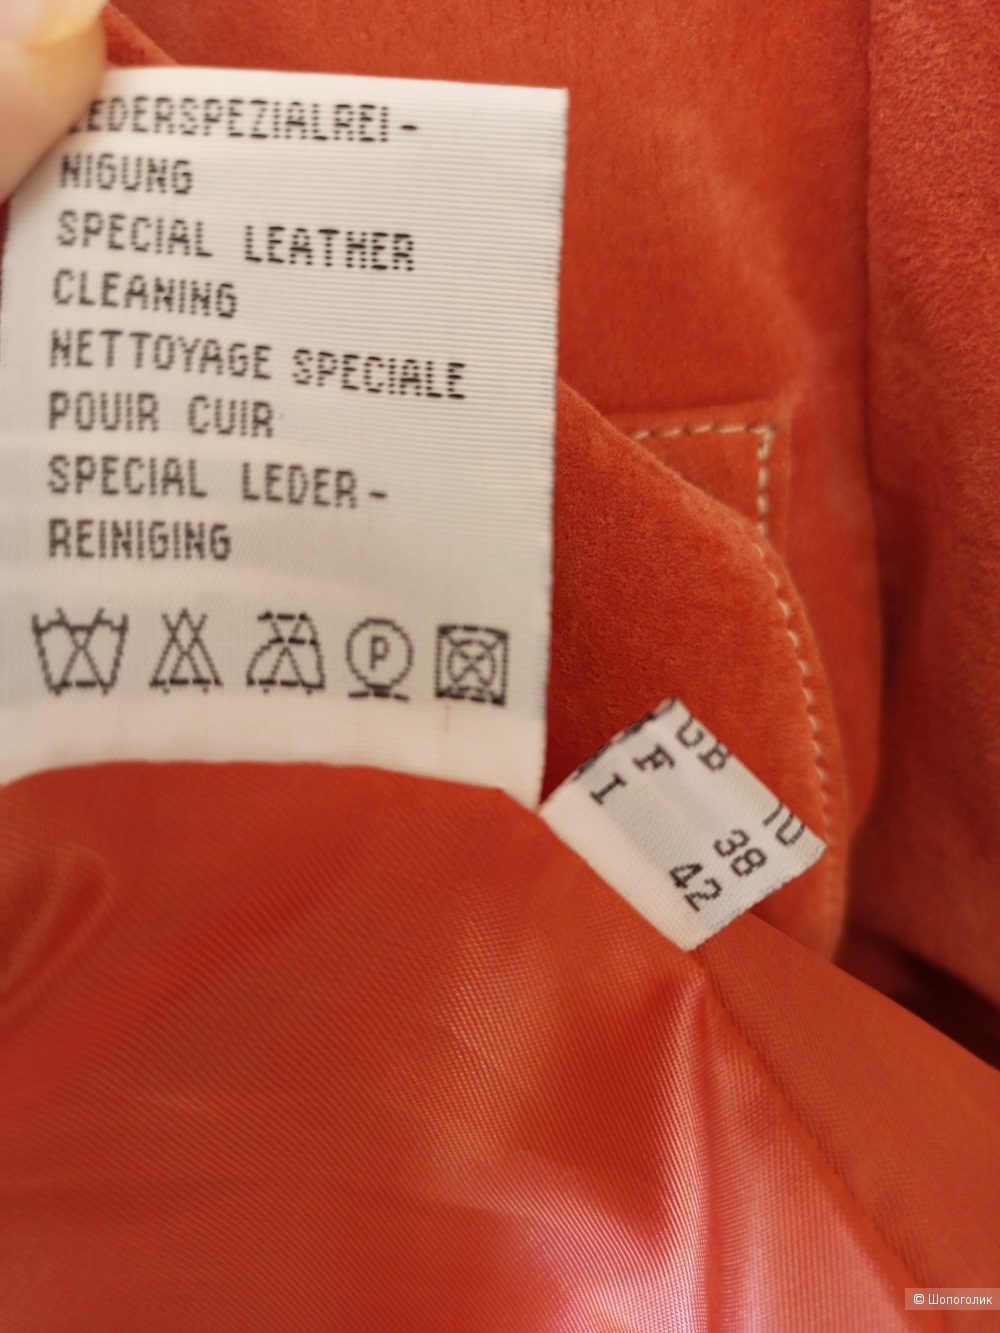 LEDERSPEZIALREI-
NIGUNG
SPECIAL LEATHER
CLEANING
NETTOYAGE SPECIALE
POUIR CUIR
SPECIAL LEDER-
REINIGING
P
GB 10
F 38
I 42
© Шопоголик